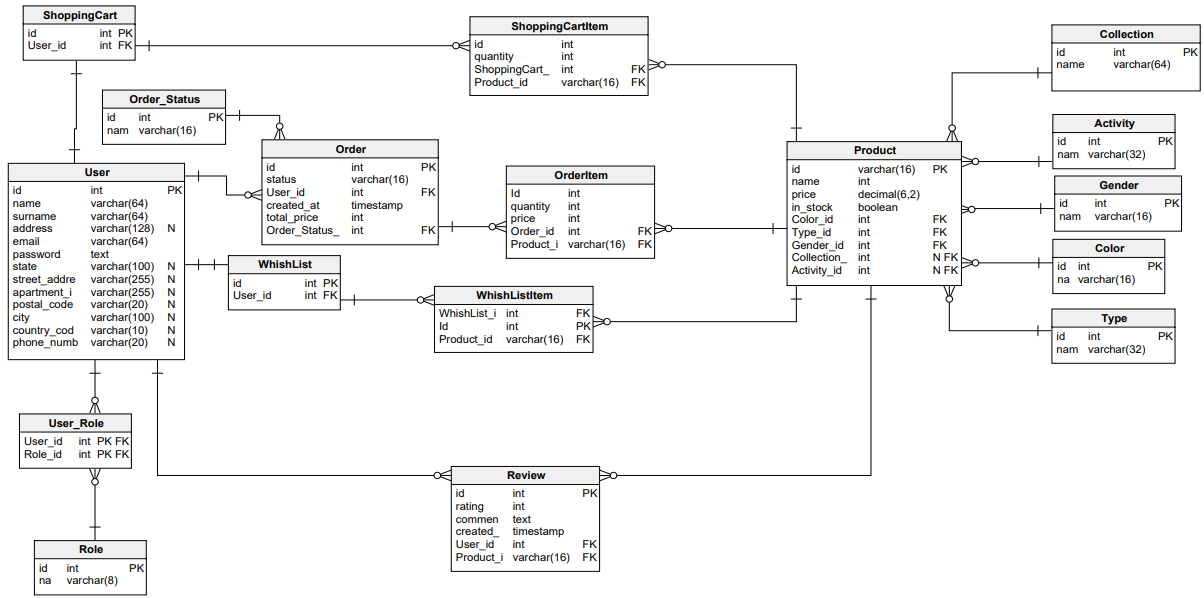 ShoppingCart
id int PK
User_id int FK
ShoppingCartItem
id int
quantity int
ShoppingCart_ int FK
Product_id varchar(16) FK
Collection
id int PK
name varchar(64)
Order_Status
id int PK
nam varchar(16)
Activity
id int PK
nam varchar(32)
Order
id int PK
status varchar(16)
User_id int FK
created_at timestamp
total_price int
Order_Status_ int FK
Product
id varchar(16) PK
name int
price decimal(6,2)
in_stock boolean
Color_id int FK
Type_id int FK
Gender_id int FK
Collection_ int N FK
Activity_id int N FK
User
id int PK
name varchar(64)
surname varchar(64)
address varchar(128) N
email varchar(64)
password text
state varchar(100) N
street_addre varchar(255) N
apartment_i varchar(255) N
postal_code varchar(20) N
city varchar(100) N
country_cod varchar(10) N
phone_numb varchar(20) N
OrderItem
Id int
quantity int
price int
Order_id int FK
Product_i varchar(16) FK
Gender
id int PK
nam varchar(16)
Color
id int PK
na varchar(16)
WhishList
id int PK
User_id int FK
WhishListItem
WhishList_i int FK
Id int PK
Product_id varchar(16) FK
Type
id int PK
nam varchar(32)
User_Role
User_id int PK FK
Role_id int PK FK
Review
id int PK
rating int
commen text
created_ timestamp
User_id int FK
Product_i varchar(16) FK
Role
id int PK
na varchar(8)